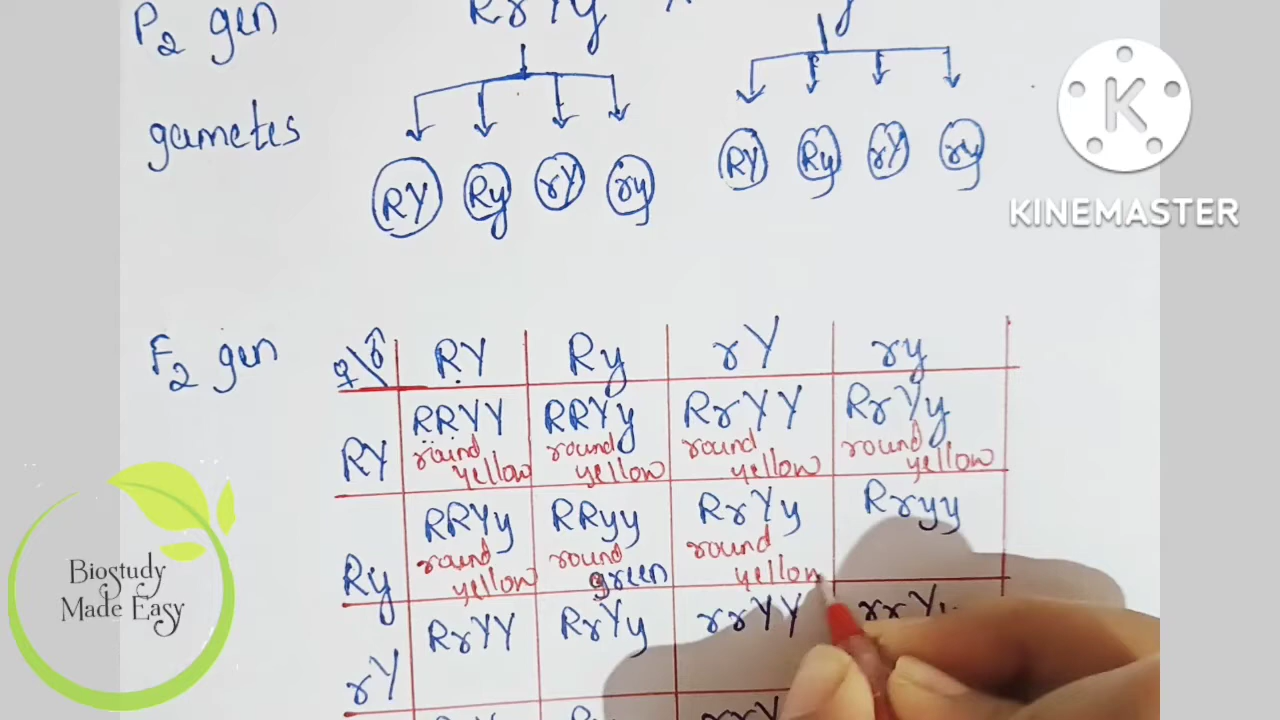 P2 gen RrYy
gametes RY Ry rY ry RY Ry rY ry
KINEMASTER
F2 gen ♀\♂ RY Ry rY ry
RY RRYY RRYy RrYY RrYy
round yellow round yellow round yellow round yellow
Ry RRYy RRyy RrYy Rryy
round yellow round green round yellow
rY RrYY RrYy rrYY
Biostudy
Made Easy